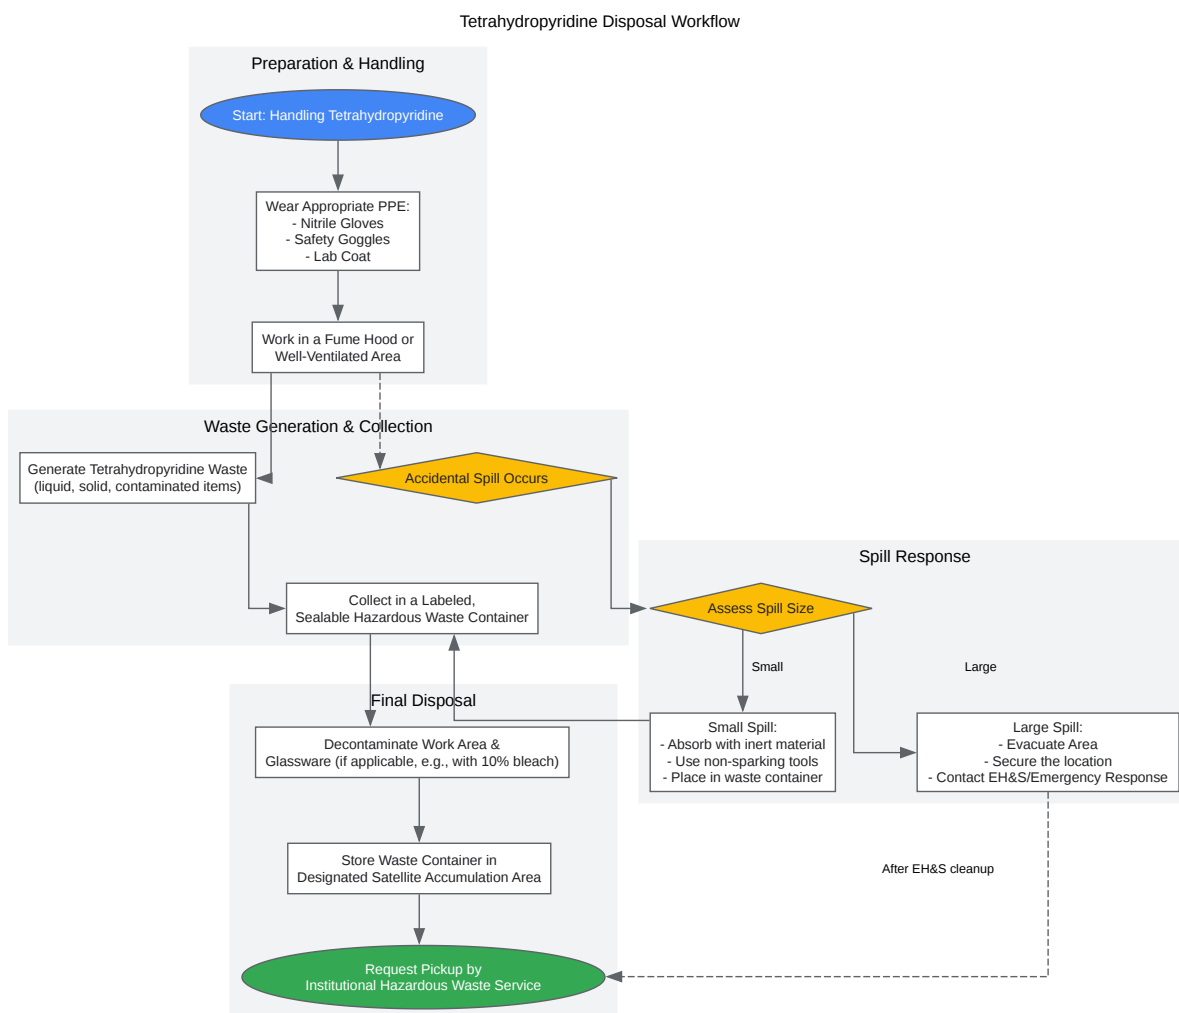 Tetrahydropyridine Disposal Workflow
Preparation & Handling
Start: Handling Tetrahydropyridine
Wear Appropriate PPE:
- Nitrile Gloves
- Safety Goggles
- Lab Coat
Work in a Fume Hood or
Well-Ventilated Area
Waste Generation & Collection
Generate Tetrahydropyridine Waste
(liquid, solid, contaminated items)
Accidental Spill Occurs
Collect in a Labeled,
Sealable Hazardous Waste Container
Spill Response
Assess Spill Size
Small
Large
Small Spill:
- Absorb with inert material
- Use non-sparking tools
- Place in waste container
Large Spill:
- Evacuate Area
- Secure the location
- Contact EH&S/Emergency Response
Final Disposal
Decontaminate Work Area &
Glassware (if applicable, e.g., with 10% bleach)
Store Waste Container in
Designated Satellite Accumulation Area
After EH&S cleanup
Request Pickup by
Institutional Hazardous Waste Service